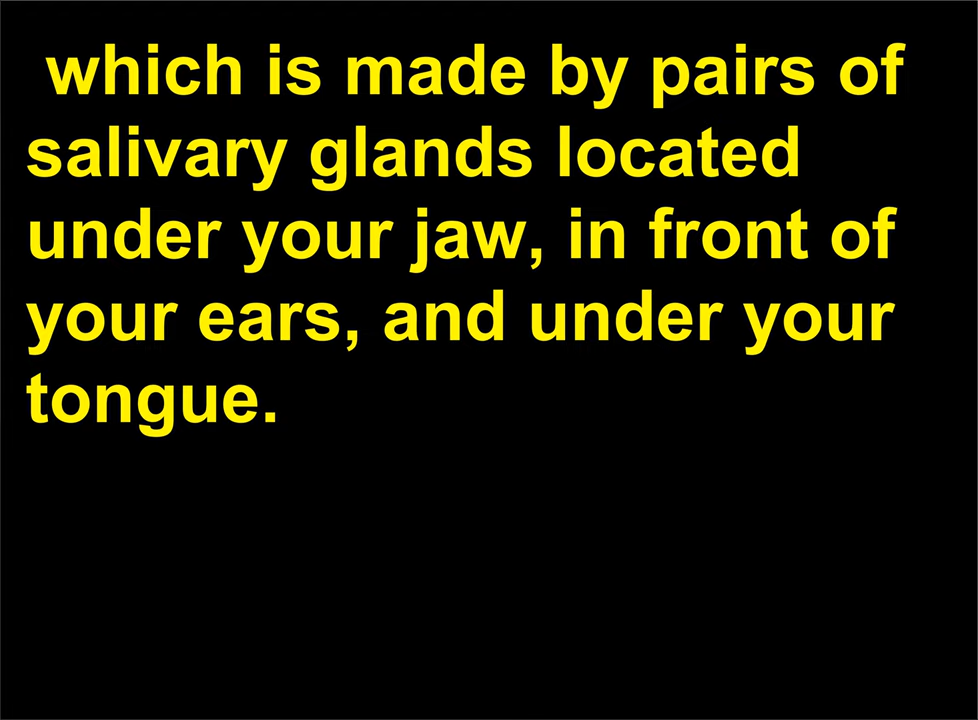 which is made by pairs of
salivary glands located
under your jaw, in front of
your ears, and under your
tongue.